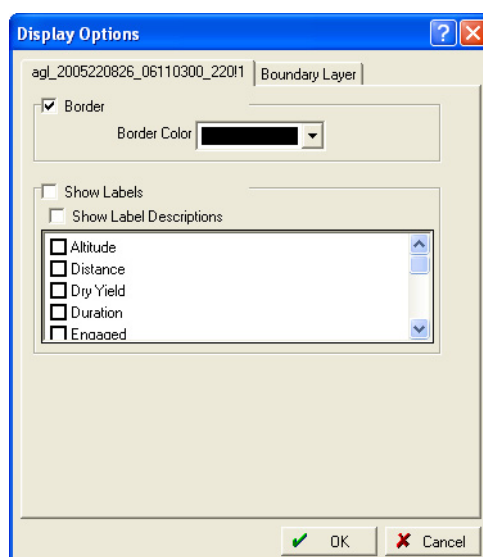 Display Options
agl_2005220826_06110300_220!1 Boundary Layer
Border
Border Color
Show Labels
Show Label Descriptions
Altitude
Distance
Dry Yield
Duration
Engaged
OK Cancel